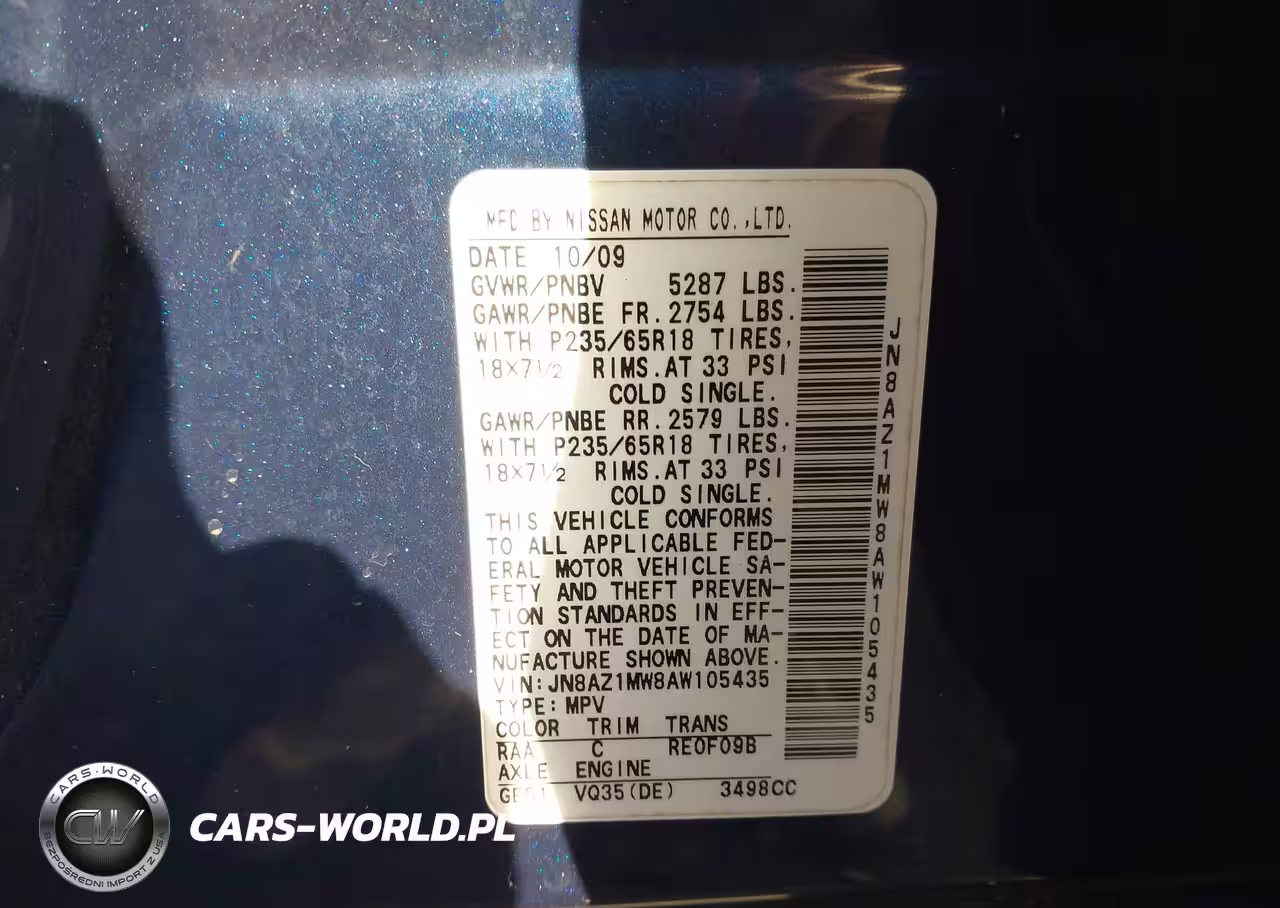 MFD BY NISSAN MOTOR CO.,LTD.
DATE 10/09
GVWR/PNBV 5287 LBS.
GAWR/PNBE FR.2754 LBS.
WITH P235/65R18 TIRES,
18×7½ RIMS.AT 33 PSI
COLD SINGLE.
GAWR/PNBE RR.2579 LBS.
WITH P235/65R18 TIRES,
18×7½ RIMS.AT 33 PSI
COLD SINGLE.
THIS VEHICLE CONFORMS
TO ALL APPLICABLE FED-
ERAL MOTOR VEHICLE SA-
FETY AND THEFT PREVEN-
TION STANDARDS IN EFF-
ECT ON THE DATE OF MA-
NUFACTURE SHOWN ABOVE.
VIN:JN8AZ1MW8AW105435
TYPE:MPV
COLOR TRIM TRANS
RAA C RE0F09B
AXLE ENGINE
VQ35(DE) 3498CC
JN8AZ1MW8AW105435
CARS-WORLD
CW
BEZPOŚREDNI IMPORT Z USA
CARS-WORLD.PL